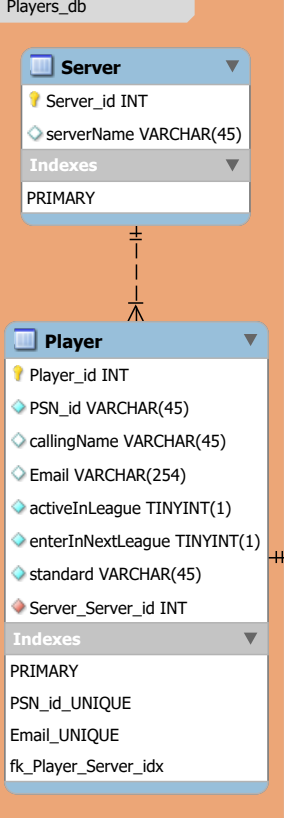 Players_db
Server
Server_id INT
serverName VARCHAR(45)
Indexes
PRIMARY
Player
Player_id INT
PSN_id VARCHAR(45)
callingName VARCHAR(45)
Email VARCHAR(254)
activeInLeague TINYINT(1)
enterInNextLeague TINYINT(1)
standard VARCHAR(45)
Server_Server_id INT
Indexes
PRIMARY
PSN_id_UNIQUE
Email_UNIQUE
fk_Player_Server_idx